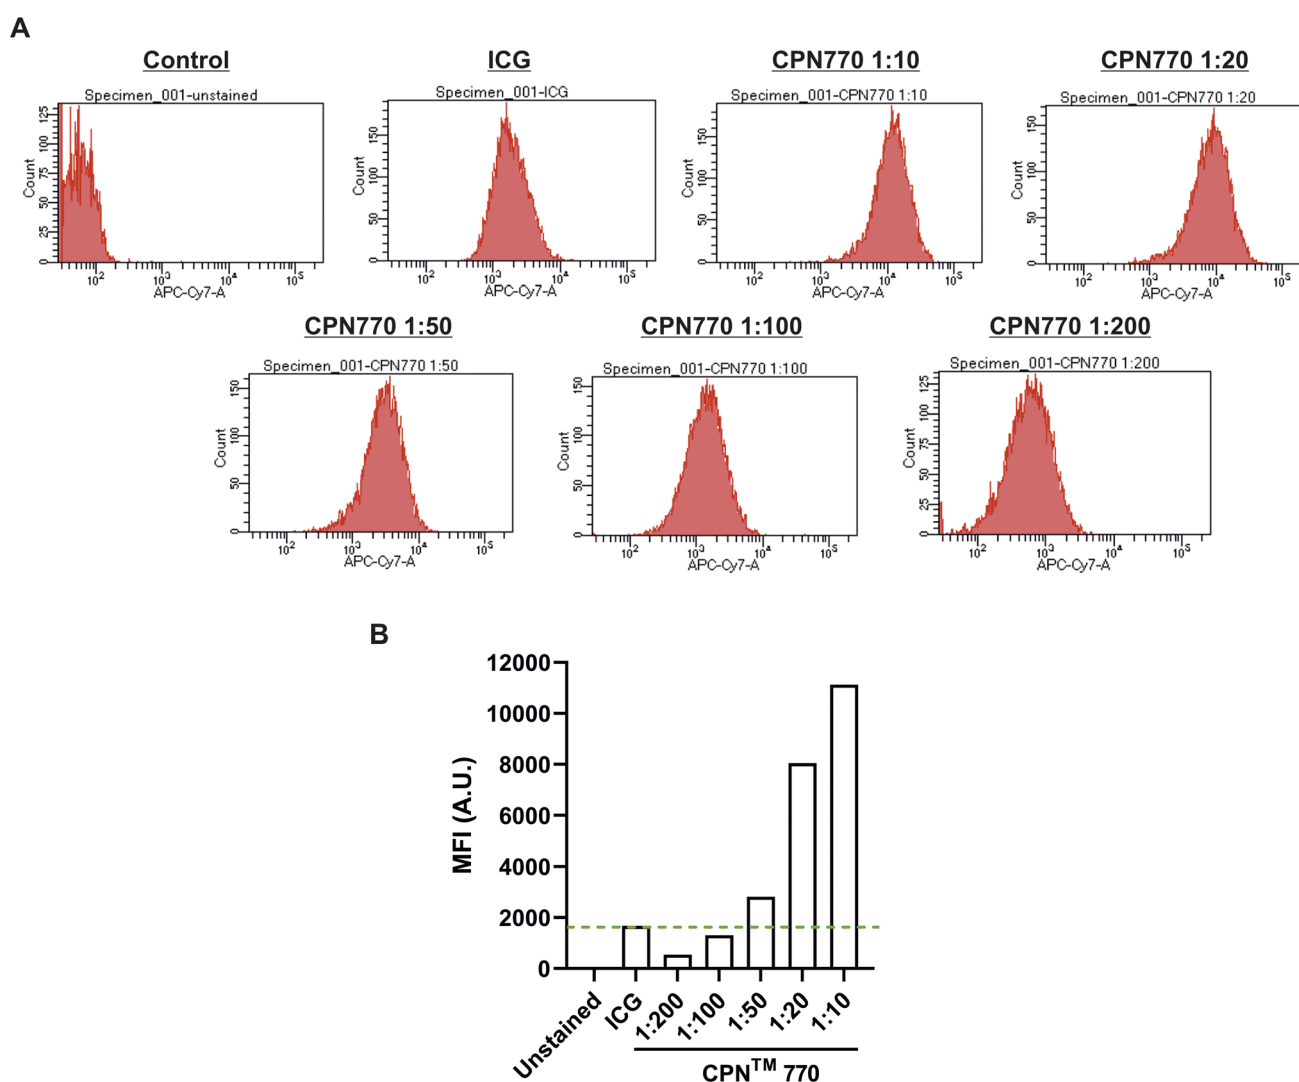 A
Control
ICG
CPN770 1:10
CPN770 1:20
Specimen_001-unstained
Specimen_001-ICG
Specimen_001-CPN770 1:10
Specimen_001-CPN770 1:20
Count
0 25 50 75 100 125
10² 10³ 10⁴ 10⁵
APC-Cy7-A
Count
0 50 100 150
10² 10³ 10⁴ 10⁵
APC-Cy7-A
Count
0 50 100 150
10² 10³ 10⁴ 10⁵
APC-Cy7-A
Count
0 50 100 150
10² 10³ 10⁴ 10⁵
APC-Cy7-A
CPN770 1:50
CPN770 1:100
CPN770 1:200
Specimen_001-CPN770 1:50
Specimen_001-CPN770 1:100
Specimen_001-CPN770 1:200
Count
0 50 100 150
10² 10³ 10⁴ 10⁵
APC-Cy7-A
Count
0 50 100 150
10² 10³ 10⁴ 10⁵
APC-Cy7-A
Count
0 25 50 75 100 125
10² 10³ 10⁴ 10⁵
APC-Cy7-A
B
MFI (A.U.)
12000
10000
8000
6000
4000
2000
0
Unstained
ICG
1:200
1:100
1:50
1:20
1:10
CPN™ 770